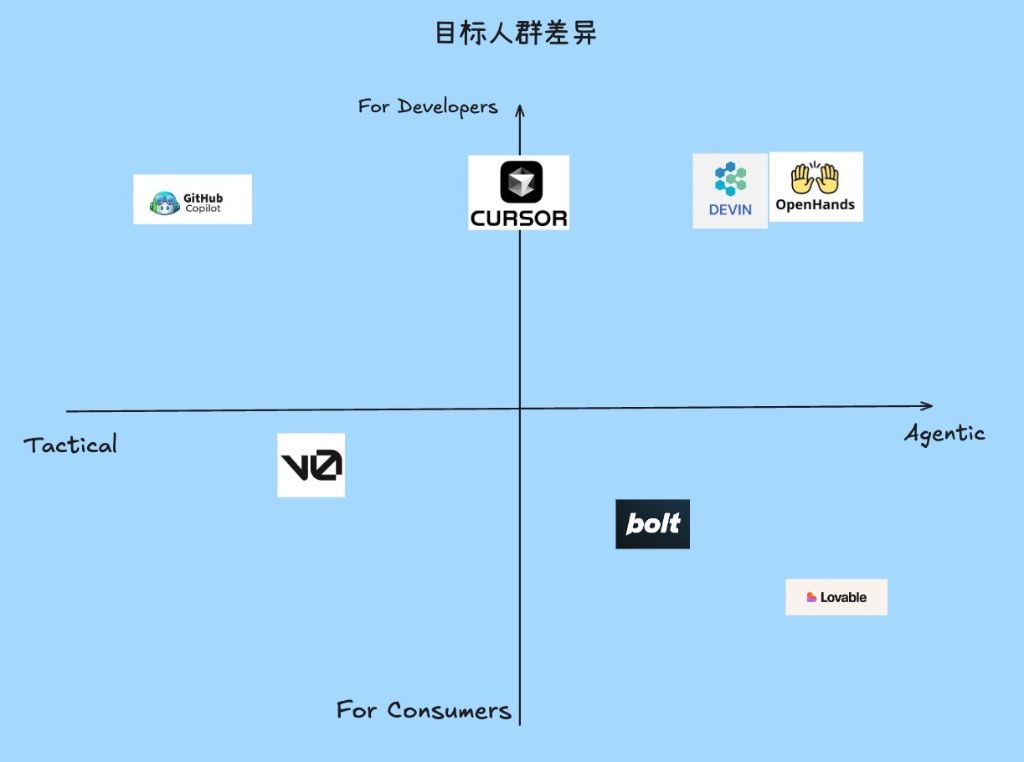 目标人群差异
For Developers
GitHub
Copilot
CURSOR
DEVIN
OpenHands
Tactical
Agentic
v0
bolt
Lovable
For Consumers